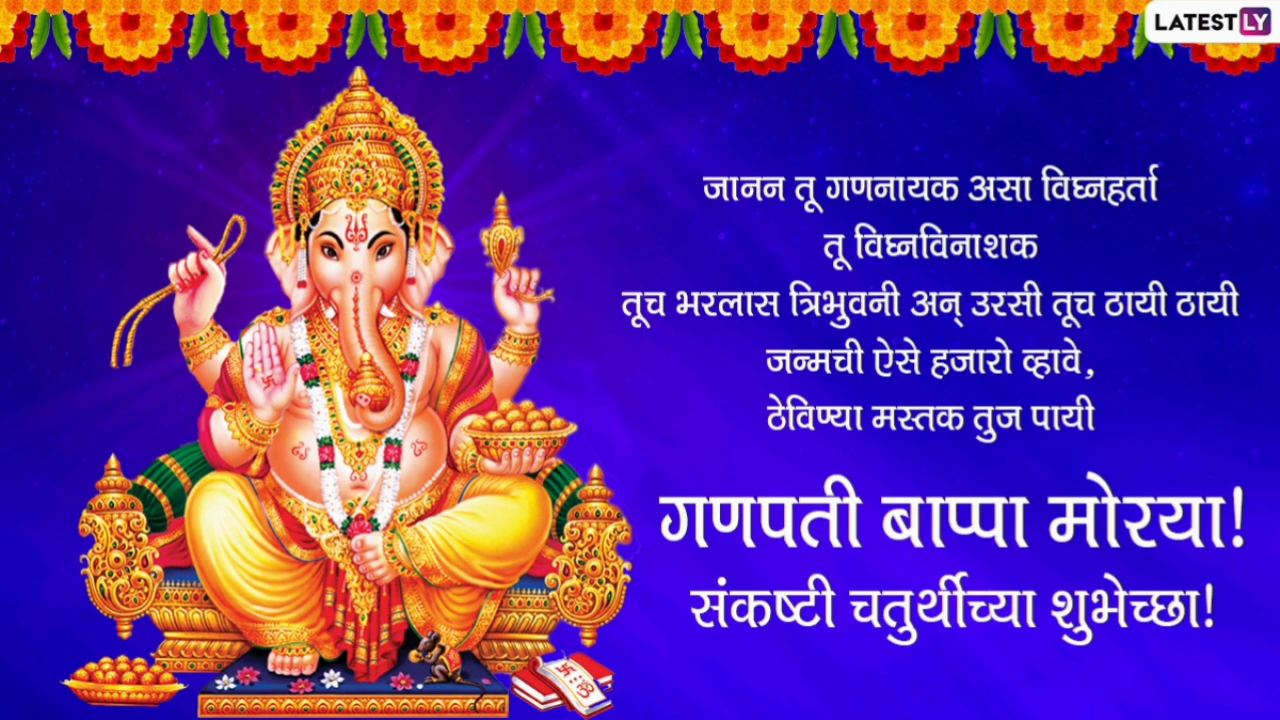 LATESTLY
जानन तू गणनायक असा विघ्नहर्ता
तू विघ्नविनाशक
तूच भरलास त्रिभुवनी अन् उरसी तूच ठायी ठायी
जन्मची ऐसे हजारो व्हावे,
ठेविण्या मस्तक तुज पायी
गणपती बाप्पा मोरया!
संकष्टी चतुर्थीच्या शुभेच्छा!